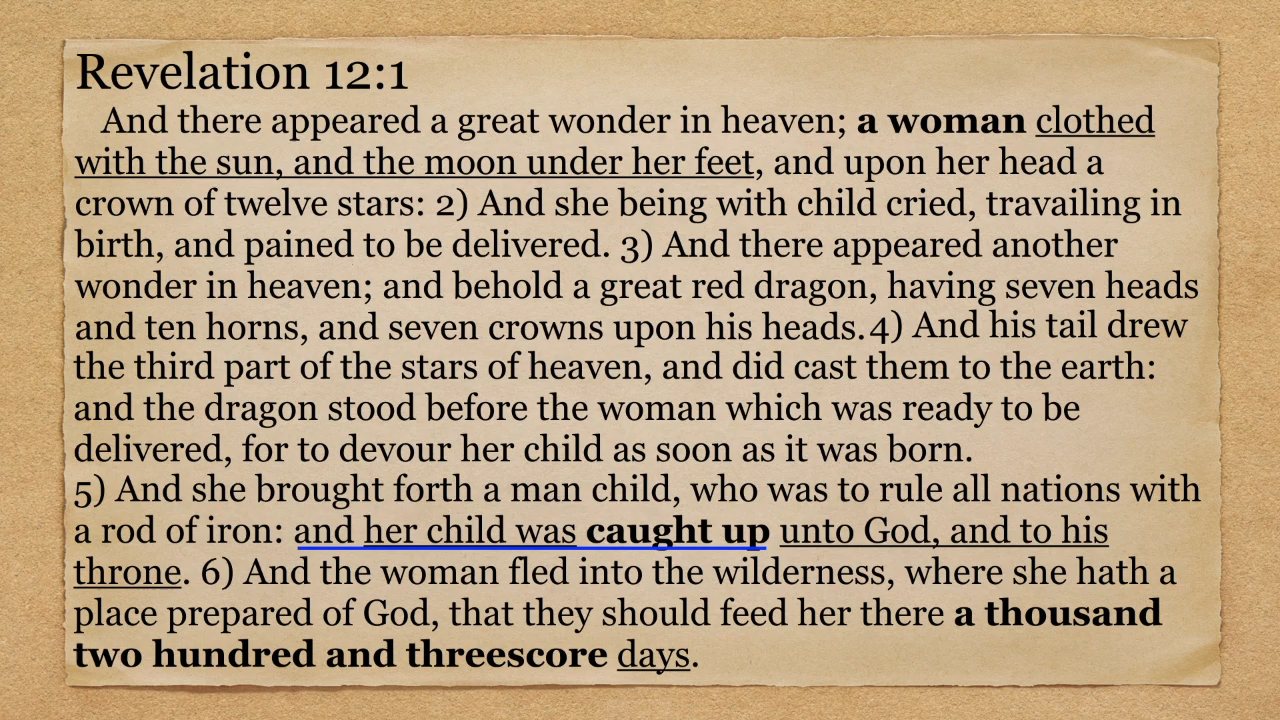 Revelation 12:1
And there appeared a great wonder in heaven; a woman clothed
with the sun, and the moon under her feet, and upon her head a
crown of twelve stars: 2) And she being with child cried, travailing in
birth, and pained to be delivered. 3) And there appeared another
wonder in heaven; and behold a great red dragon, having seven heads
and ten horns, and seven crowns upon his heads. 4) And his tail drew
the third part of the stars of heaven, and did cast them to the earth:
and the dragon stood before the woman which was ready to be
delivered, for to devour her child as soon as it was born.
5) And she brought forth a man child, who was to rule all nations with
a rod of iron: and her child was caught up unto God, and to his
throne. 6) And the woman fled into the wilderness, where she hath a
place prepared of God, that they should feed her there a thousand
two hundred and threescore days.